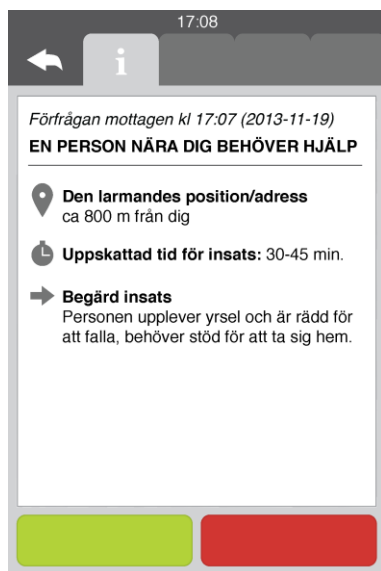 17:08
i
Förfrågan mottagen kl 17:07 (2013-11-19)
EN PERSON NÄRA DIG BEHÖVER HJÄLP
Den larmandes position/adress
ca 800 m från dig
Uppskattad tid för insats: 30-45 min.
Begärd insats
Personen upplever yrsel och är rädd för
att falla, behöver stöd för att ta sig hem.